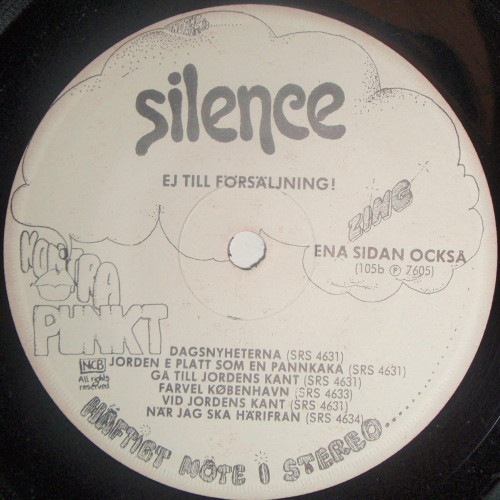 silence
EJ TILL FÖRSÄLJNING!
ZING
ENA SIDAN OCKSÅ
(105b Ⓟ 7605)
KONTRA
PUNKT
NCB
All rights
reserved
DAGSNYHETERNA (SRS 4631)
JORDEN E PLATT SOM EN PANNKAKA (SRS 4631)
GÅ TILL JORDENS KANT (SRS 4631)
FARVEL KØBENHAVN (SRS 4633)
VID JORDENS KANT (SRS 4631)
NÄR JAG SKA HÄRIFRÅN (SRS 4634)
HÄFTIGT MÖTE I STEREO.....